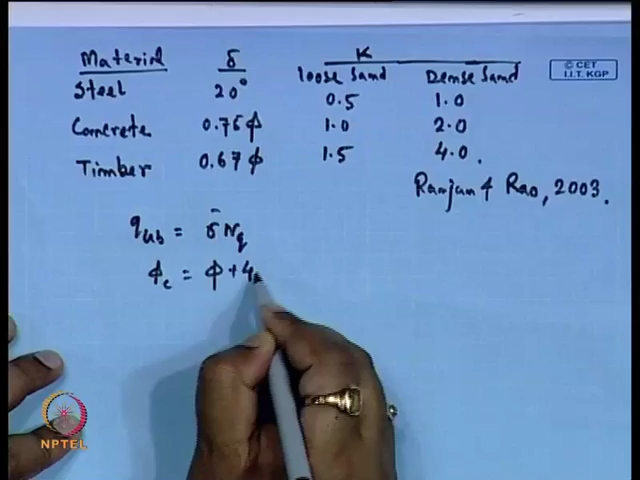 Material δ K
loose sand Dense sand
Steel 20° 0.5 1.0
Concrete 0.75ϕ 1.0 2.0
Timber 0.67ϕ 1.5 4.0.
Ranjan & Rao, 2003.
q_ub = σ̄ N_q
ϕ_c = ϕ + 4
© CET
I.I.T. KGP
NPTEL